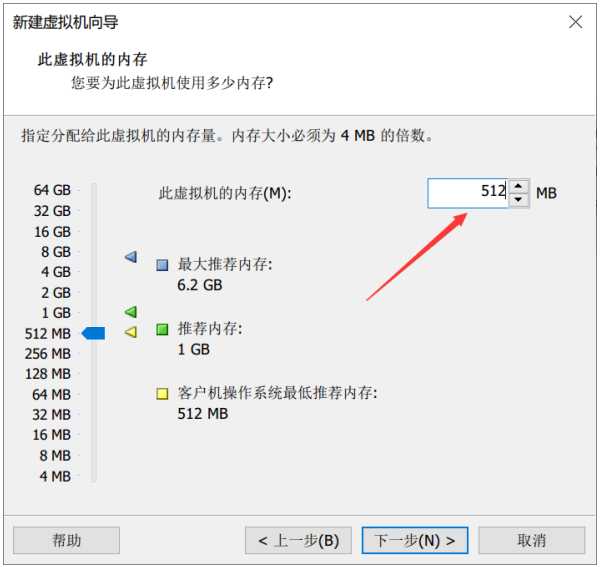 新建虚拟机向导
此虚拟机的内存
您要为此虚拟机使用多少内存?
指定分配给此虚拟机的内存量。内存大小必须为 4 MB 的倍数。
64 GB
32 GB
16 GB
8 GB
4 GB
2 GB
1 GB
512 MB
256 MB
128 MB
64 MB
32 MB
16 MB
8 MB
4 MB
此虚拟机的内存(M): 512 MB
最大推荐内存:
6.2 GB
推荐内存:
1 GB
客户机操作系统最低推荐内存:
512 MB
帮助 < 上一步(B) 下一步(N) > 取消